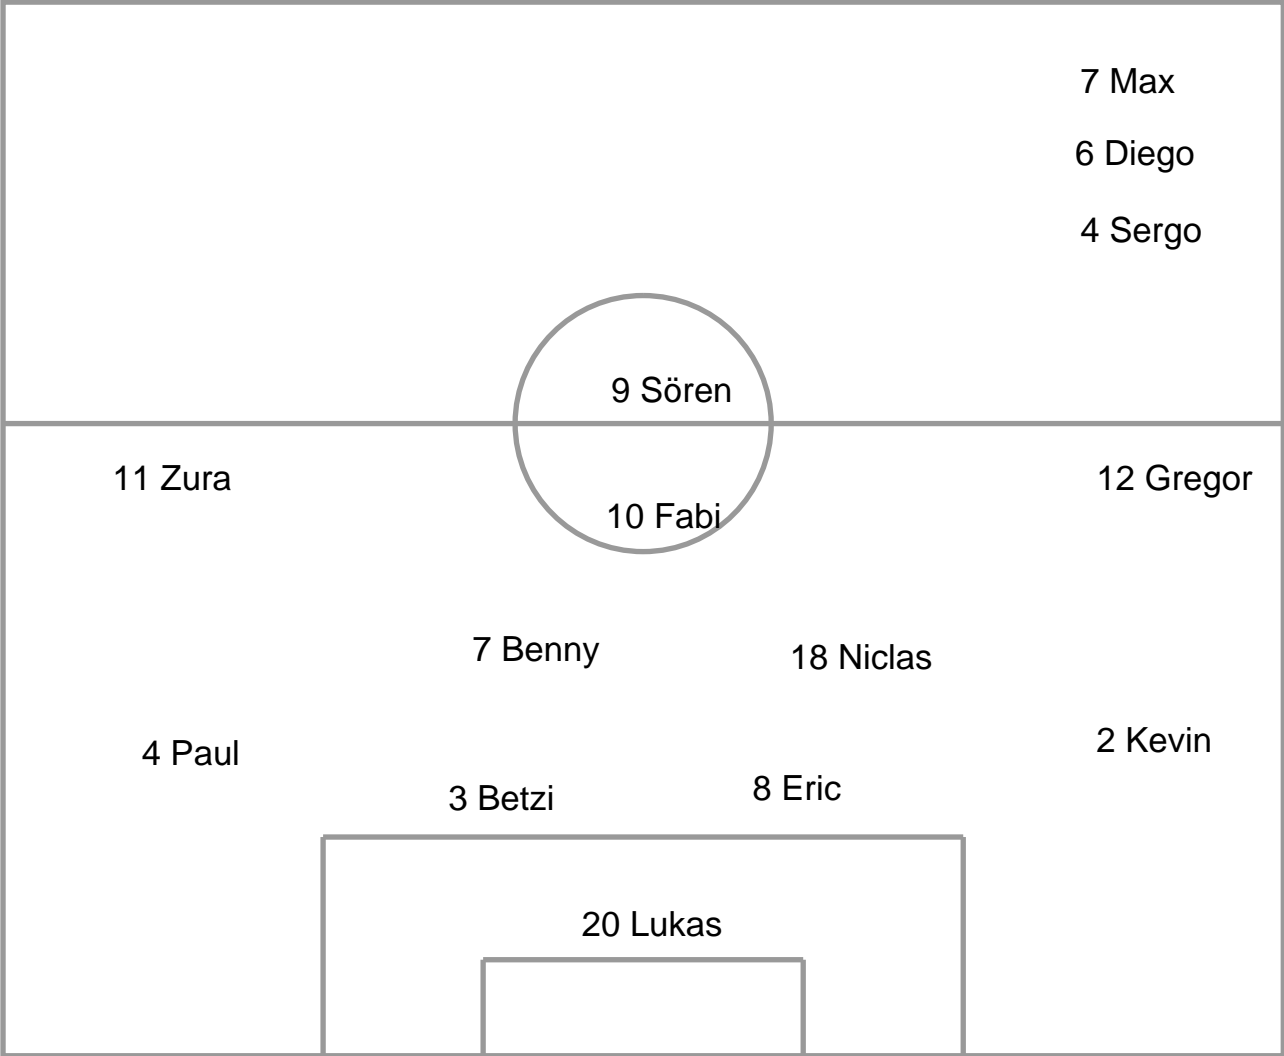 7 Max
6 Diego
4 Sergo
9 Sören
11 Zura
12 Gregor
10 Fabi
7 Benny
18 Niclas
4 Paul
2 Kevin
3 Betzi
8 Eric
20 Lukas